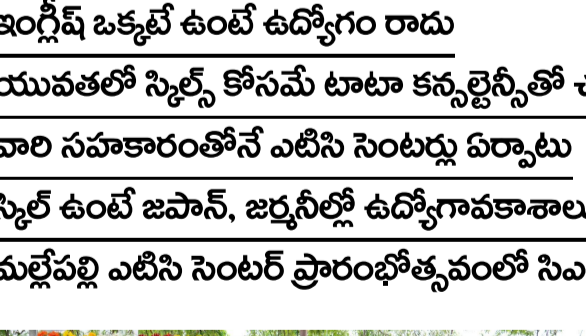 ఇంగ్లీష్ ఒక్కటే ఉంటే ఉద్యోగం రాదు
యువతలో స్కిల్స్ కోసమే టాటా కన్సల్టెన్సీతో
వారి సహకారంతోనే ఎటిసి సెంటర్లు ఏర్పాటు
స్కిల్ ఉంటే జపాన్, జర్మనీల్లో ఉద్యోగావకాశాలు
మల్లేపల్లి ఎటిసి సెంటర్ ప్రారంభోత్సవంలో సిఎ